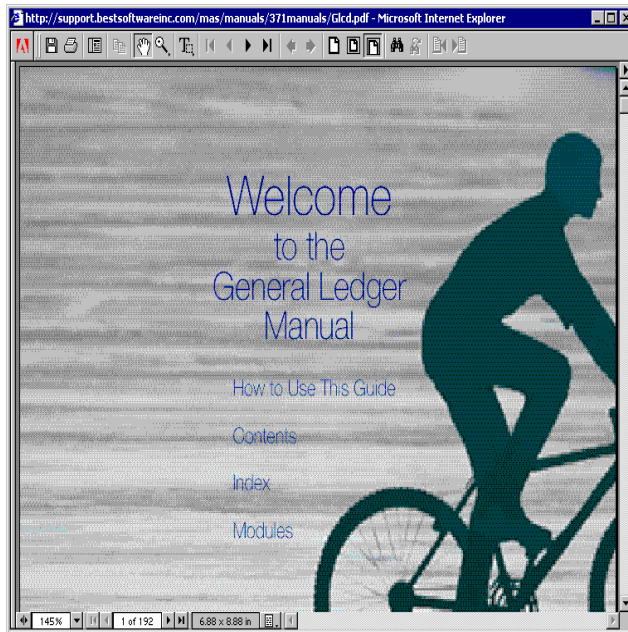 http://support.bestsoftwareinc.com/mas/manuals/371manuals/Glcd.pdf - Microsoft Internet Explorer
Welcome
to the
General Ledger
Manual
How to Use This Guide
Contents
Index
Modules
145% 1 of 192 6.88 x 8.88 in